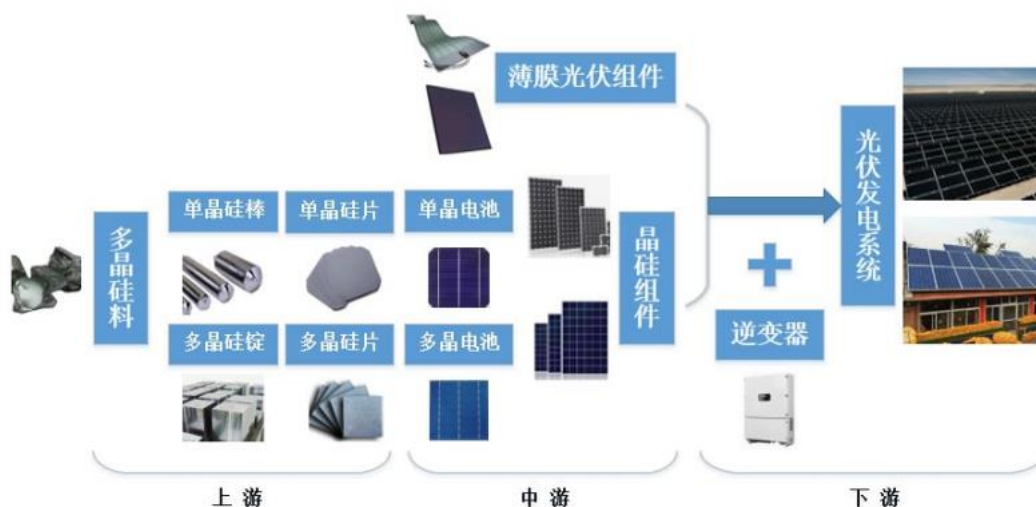 薄膜光伏组件
多晶硅料
单晶硅棒
单晶硅片
单晶电池
多晶硅锭
多晶硅片
多晶电池
晶硅组件
逆变器
光伏发电系统
上游
中游
下游